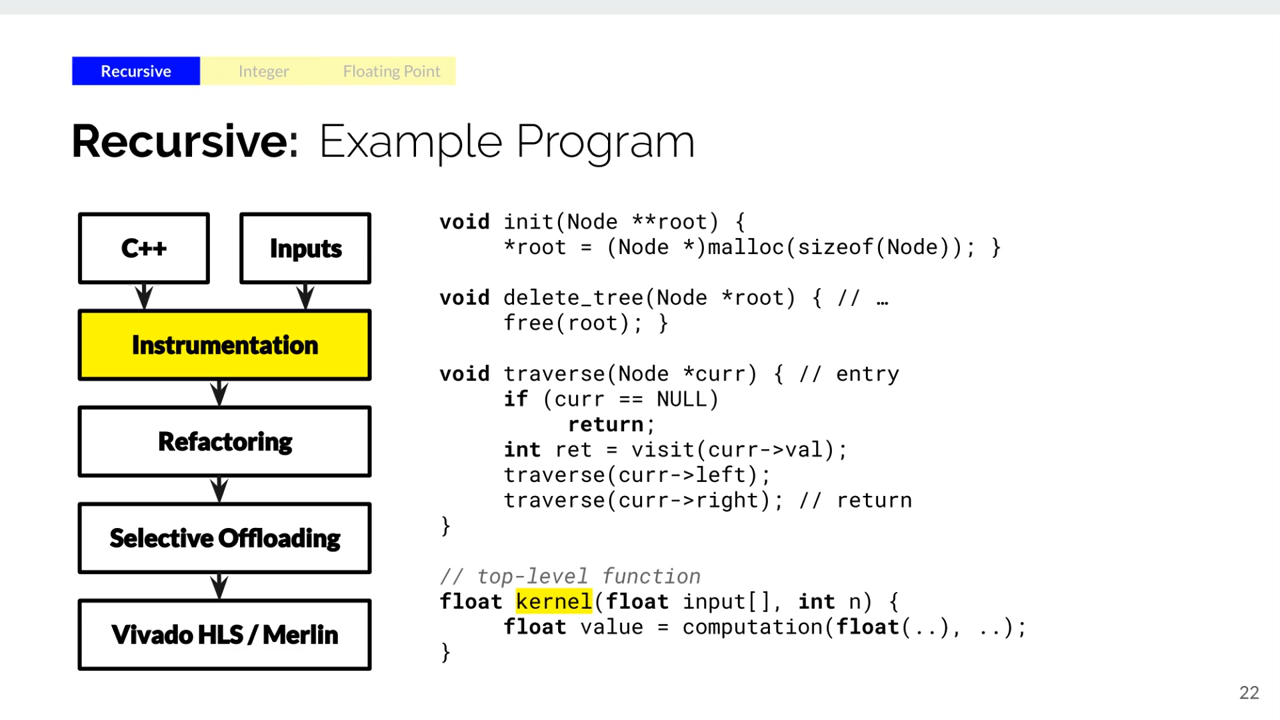 Recursive Integer Floating Point
Recursive: Example Program
C++ Inputs
Instrumentation
Refactoring
Selective Offloading
Vivado HLS / Merlin
void init(Node **root) {
*root = (Node *)malloc(sizeof(Node)); }
void delete_tree(Node *root) { // …
free(root); }
void traverse(Node *curr) { // entry
if (curr == NULL)
return;
int ret = visit(curr->val);
traverse(curr->left);
traverse(curr->right); // return
}
// top-level function
float kernel(float input[], int n) {
float value = computation(float(..), ..);
}
22